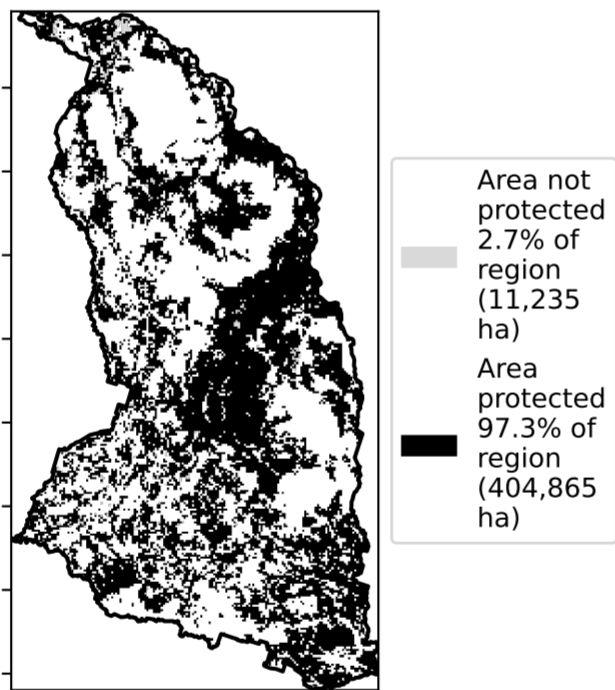 Area not
protected
2.7% of
region
(11,235
ha)
Area
protected
97.3% of
region
(404,865
ha)